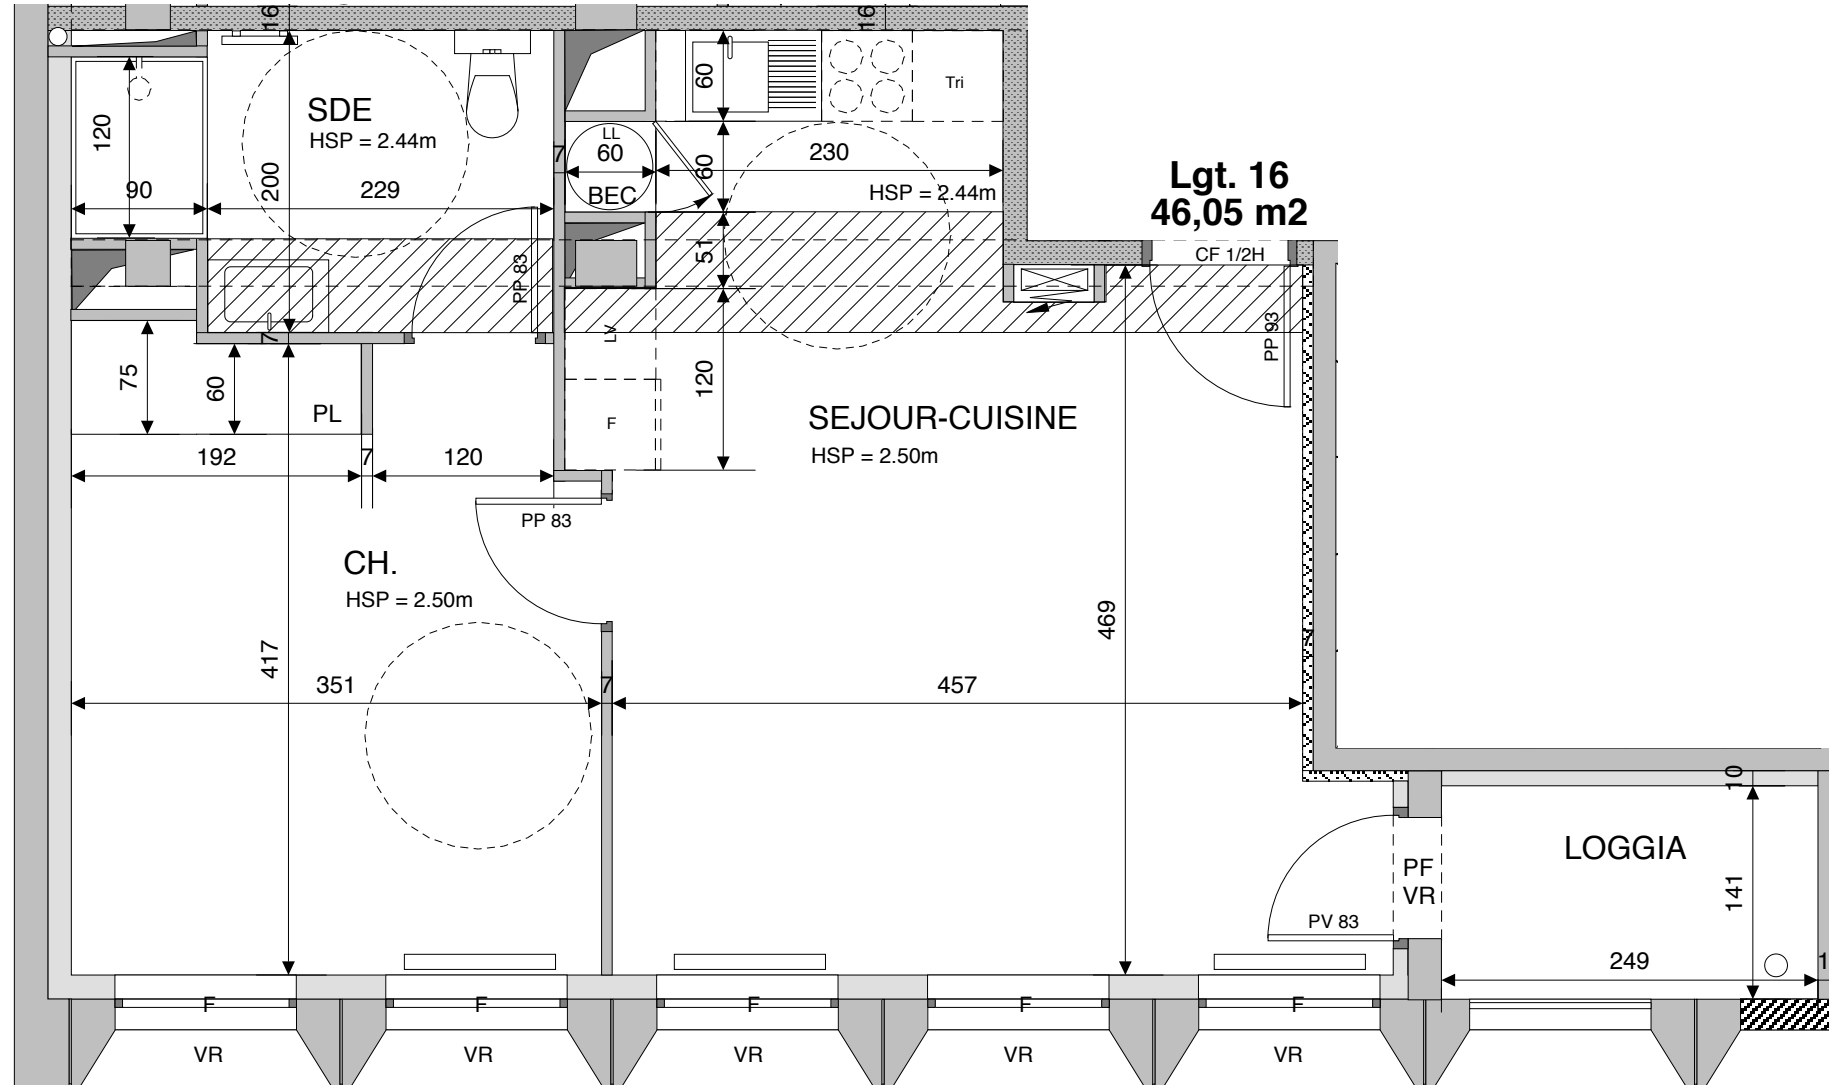 16
16
SDE
HSP = 2.44m
120
90
200
229
7
LL
60
BEC
60
60
230
HSP = 2.44m
Tri
51
Lgt. 16
46,05 m2
CF 1/2H
PP 83
PP 93
7
75
60
PL
192
7
120
LV
F
120
SEJOUR-CUISINE
HSP = 2.50m
PP 83
CH.
HSP = 2.50m
417
351
7
457
469
7
10
LOGGIA
141
PF
VR
PV 83
249
1
F
F
F
F
F
VR
VR
VR
VR
VR